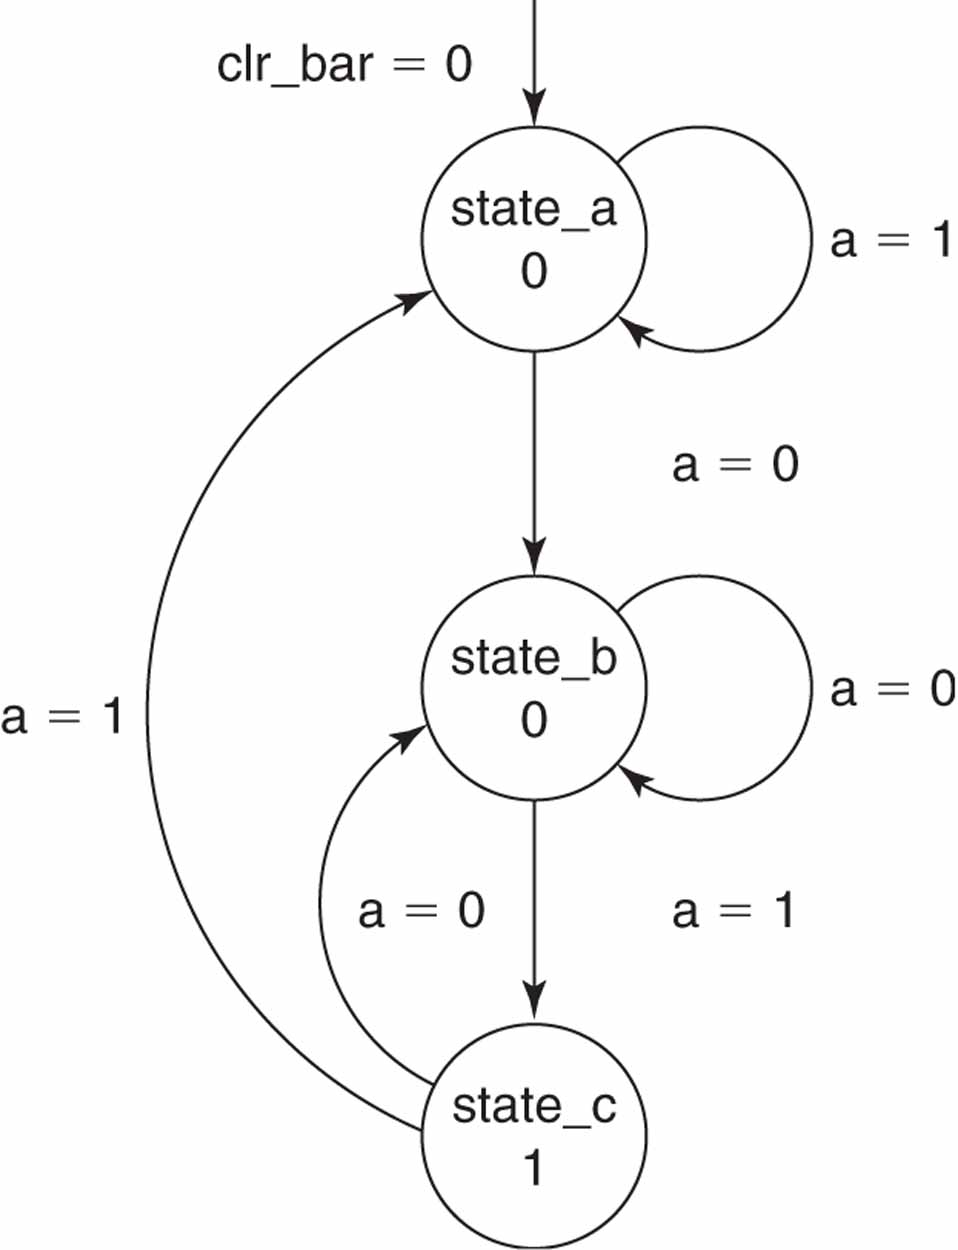 clr_bar = 0
state_a
0
a = 1
a = 0
state_b
0
a = 0
a = 1
a = 0
a = 1
state_c
1